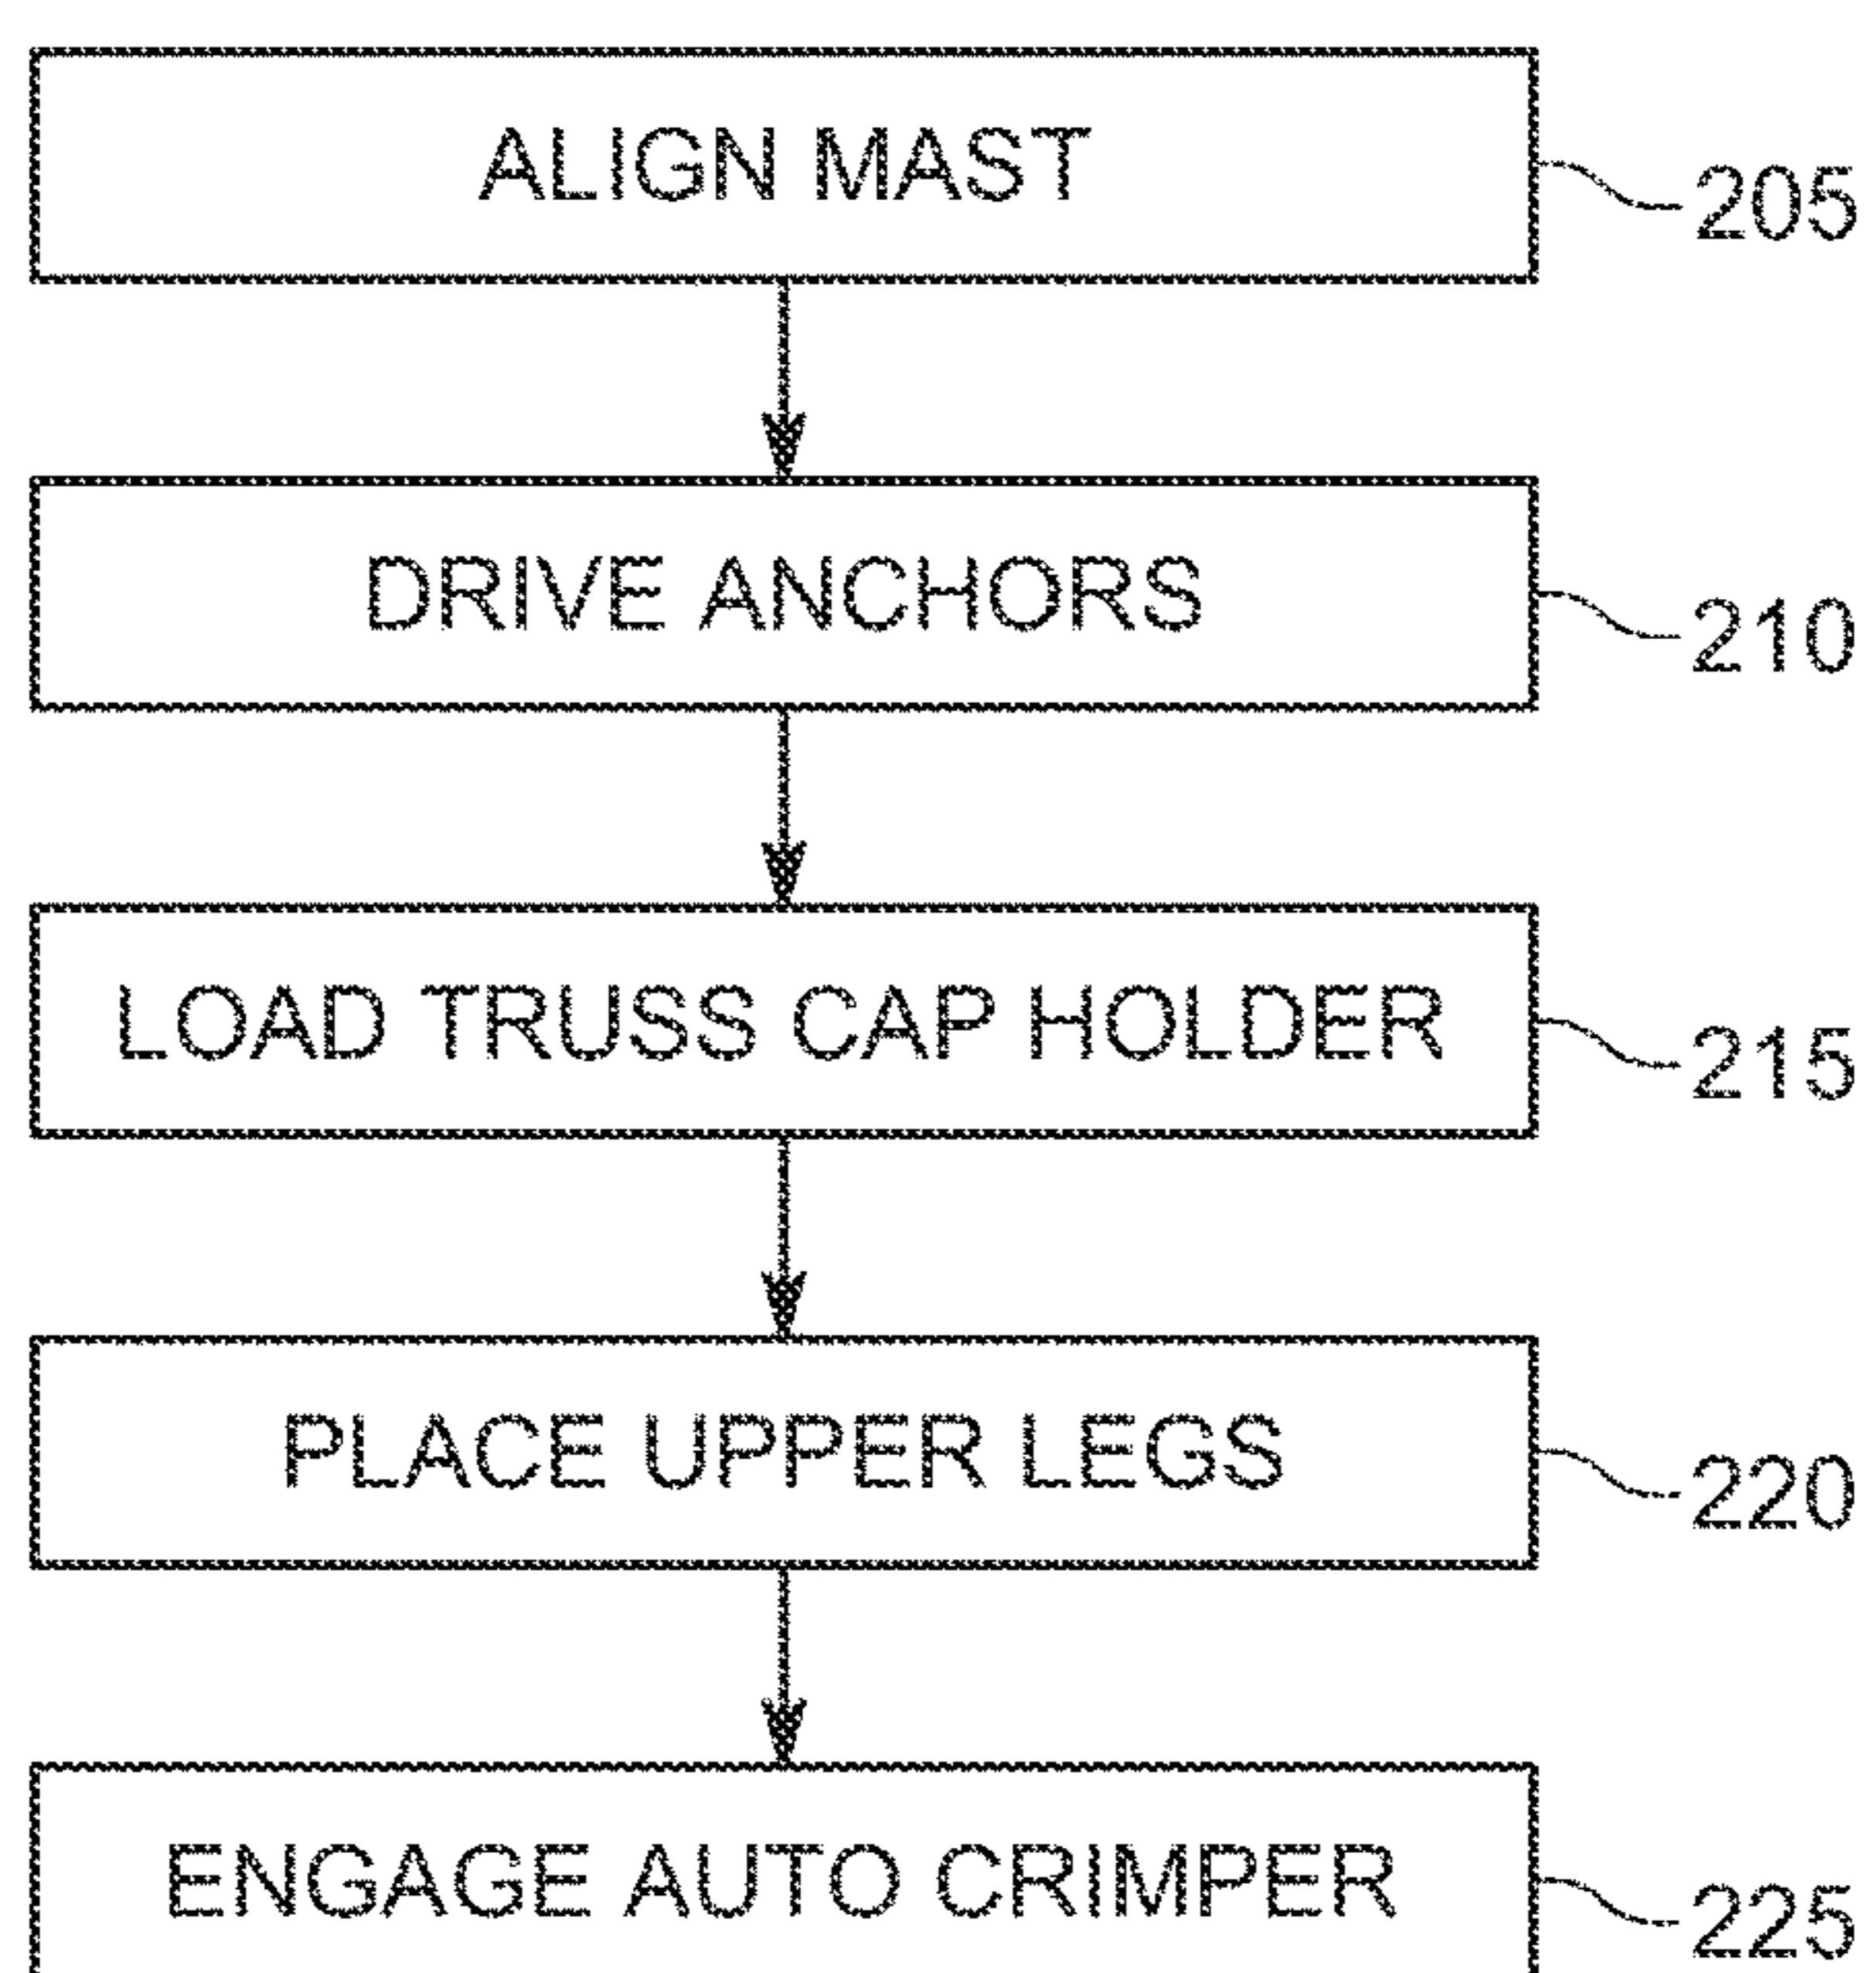 ALIGN MAST
205
DRIVE ANCHORS
210
LOAD TRUSS CAP HOLDER
215
PLACE UPPER LEGS
220
ENGAGE AUTO CRIMPER
225